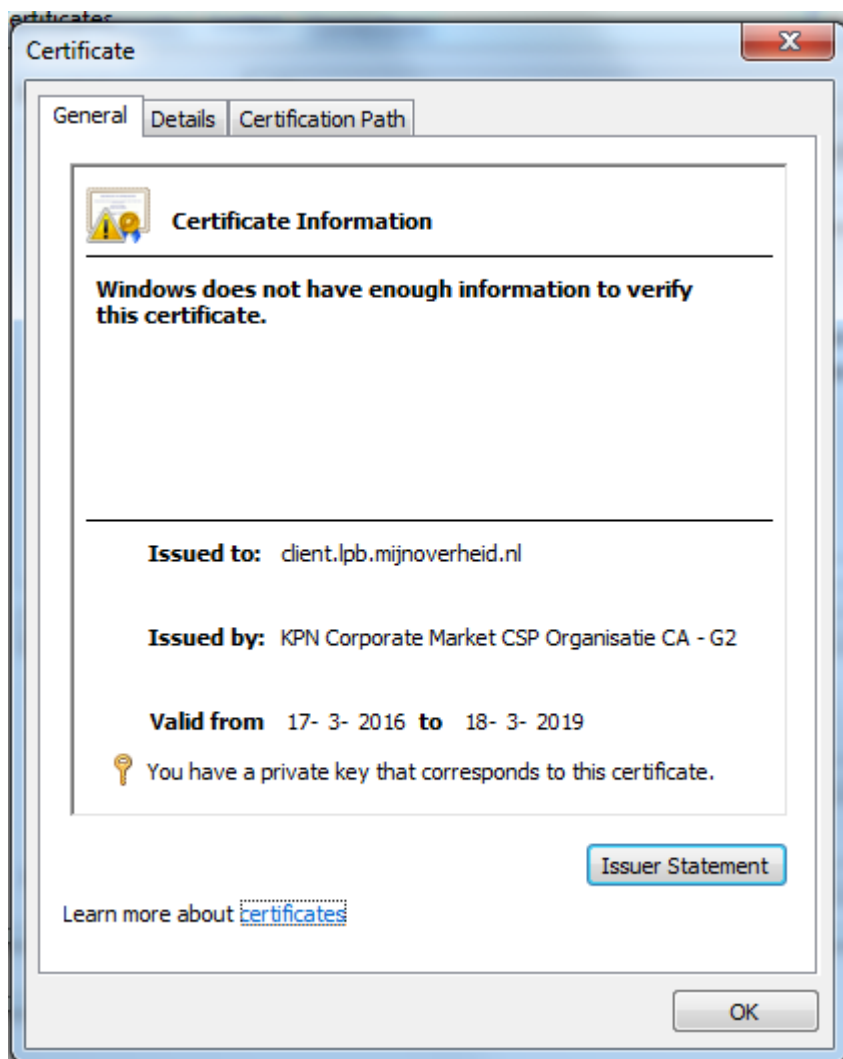 ertificates
Certificate
General Details Certification Path
Certificate Information
Windows does not have enough information to verify
this certificate.
Issued to: client.lpb.mijnoverheid.nl
Issued by: KPN Corporate Market CSP Organisatie CA - G2
Valid from 17- 3- 2016 to 18- 3- 2019
You have a private key that corresponds to this certificate.
Issuer Statement
Learn more about certificates
OK